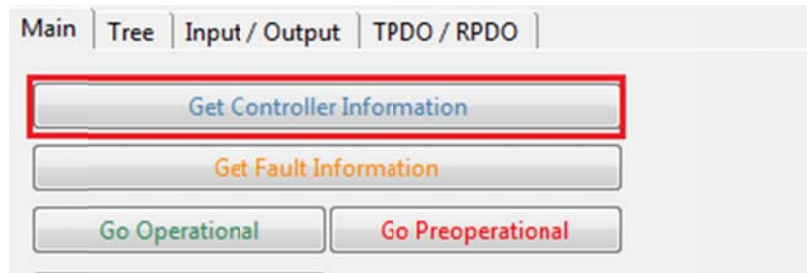 Main Tree Input / Output TPDO / RPDO
Get Controller Information
Get Fault Information
Go Operational Go Preoperational